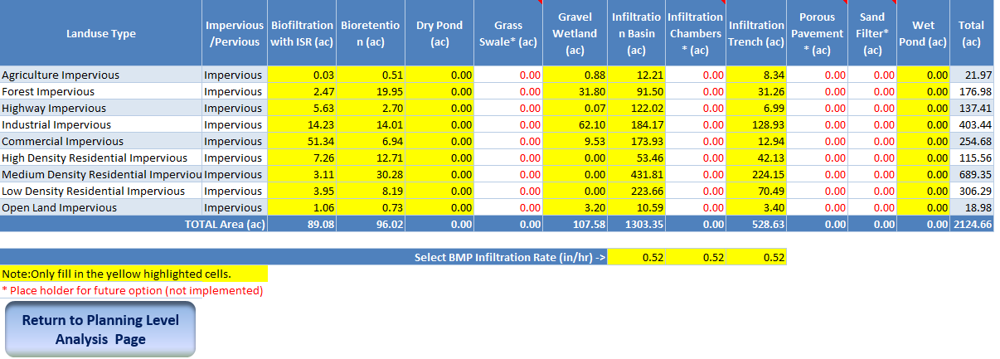 Landuse Type Impervious /Pervious Biofiltration with ISR (ac) Bioretentio n (ac) Dry Pond (ac) Grass Swale* (ac) Gravel Wetland (ac) Infiltratio n Basin (ac) Infiltration Chambers * (ac) Infiltration Trench (ac) Porous Pavement * (ac) Sand Filter* (ac) Wet Pond (ac) Total (ac)
Agriculture Impervious Impervious 0.03 0.51 0.00 0.00 0.88 12.21 0.00 8.34 0.00 0.00 0.00 21.97
Forest Impervious Impervious 2.47 19.95 0.00 0.00 31.80 91.50 0.00 31.26 0.00 0.00 0.00 176.98
Highway Impervious Impervious 5.63 2.70 0.00 0.00 0.07 122.02 0.00 6.99 0.00 0.00 0.00 137.41
Industrial Impervious Impervious 14.23 14.01 0.00 0.00 62.10 184.17 0.00 128.93 0.00 0.00 0.00 403.44
Commercial Impervious Impervious 51.34 6.94 0.00 0.00 9.53 173.93 0.00 12.94 0.00 0.00 0.00 254.68
High Density Residential Impervious Impervious 7.26 12.71 0.00 0.00 0.00 53.46 0.00 42.13 0.00 0.00 0.00 115.56
Medium Density Residential Imperviou Impervious 3.11 30.28 0.00 0.00 0.00 431.81 0.00 224.15 0.00 0.00 0.00 689.35
Low Density Residential Impervious Impervious 3.95 8.19 0.00 0.00 0.00 223.66 0.00 70.49 0.00 0.00 0.00 306.29
Open Land Impervious Impervious 1.06 0.73 0.00 0.00 3.20 10.59 0.00 3.40 0.00 0.00 0.00 18.98
TOTAL Area (ac) 89.08 96.02 0.00 0.00 107.58 1303.35 0.00 528.63 0.00 0.00 0.00 2124.66
Select BMP Infiltration Rate (in/hr) -> 0.52 0.52 0.52
Note:Only fill in the yellow highlighted cells.
* Place holder for future option (not implemented)
Return to Planning Level
Analysis Page